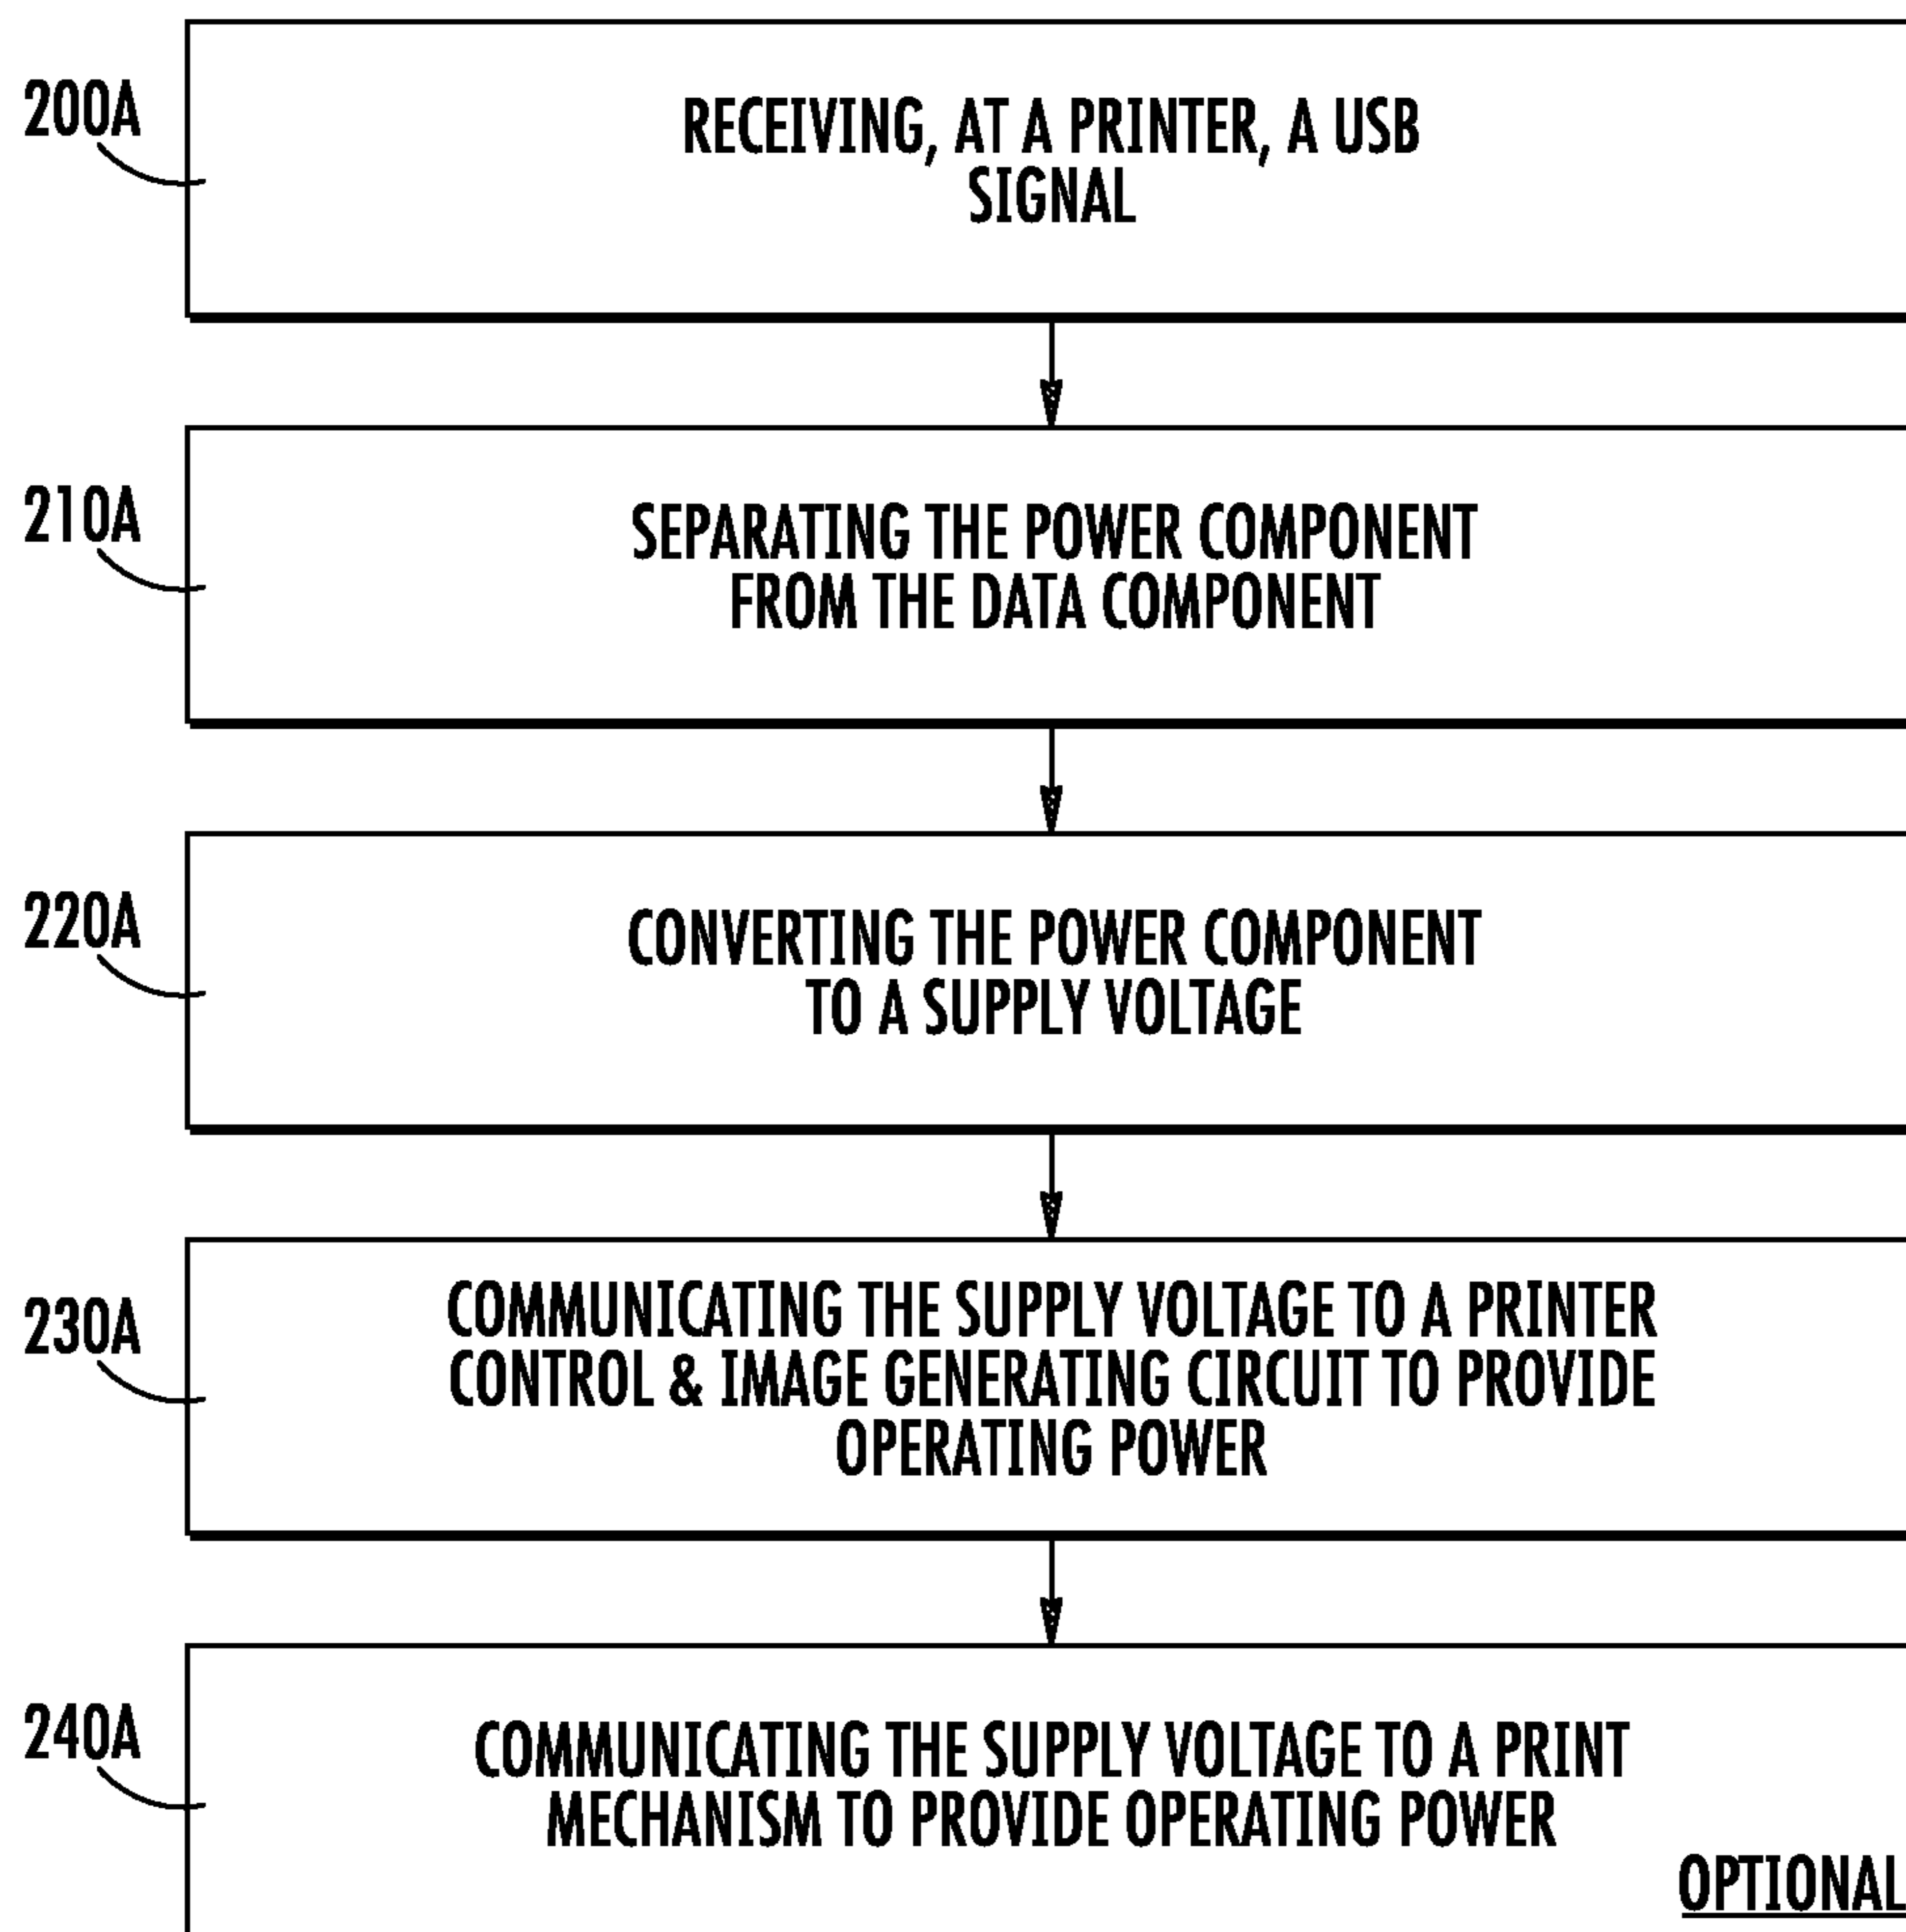 200A
RECEIVING, AT A PRINTER, A USB
SIGNAL
210A
SEPARATING THE POWER COMPONENT
FROM THE DATA COMPONENT
220A
CONVERTING THE POWER COMPONENT
TO A SUPPLY VOLTAGE
230A
COMMUNICATING THE SUPPLY VOLTAGE TO A PRINTER
CONTROL & IMAGE GENERATING CIRCUIT TO PROVIDE
OPERATING POWER
240A
COMMUNICATING THE SUPPLY VOLTAGE TO A PRINT
MECHANISM TO PROVIDE OPERATING POWER
OPTIONAL